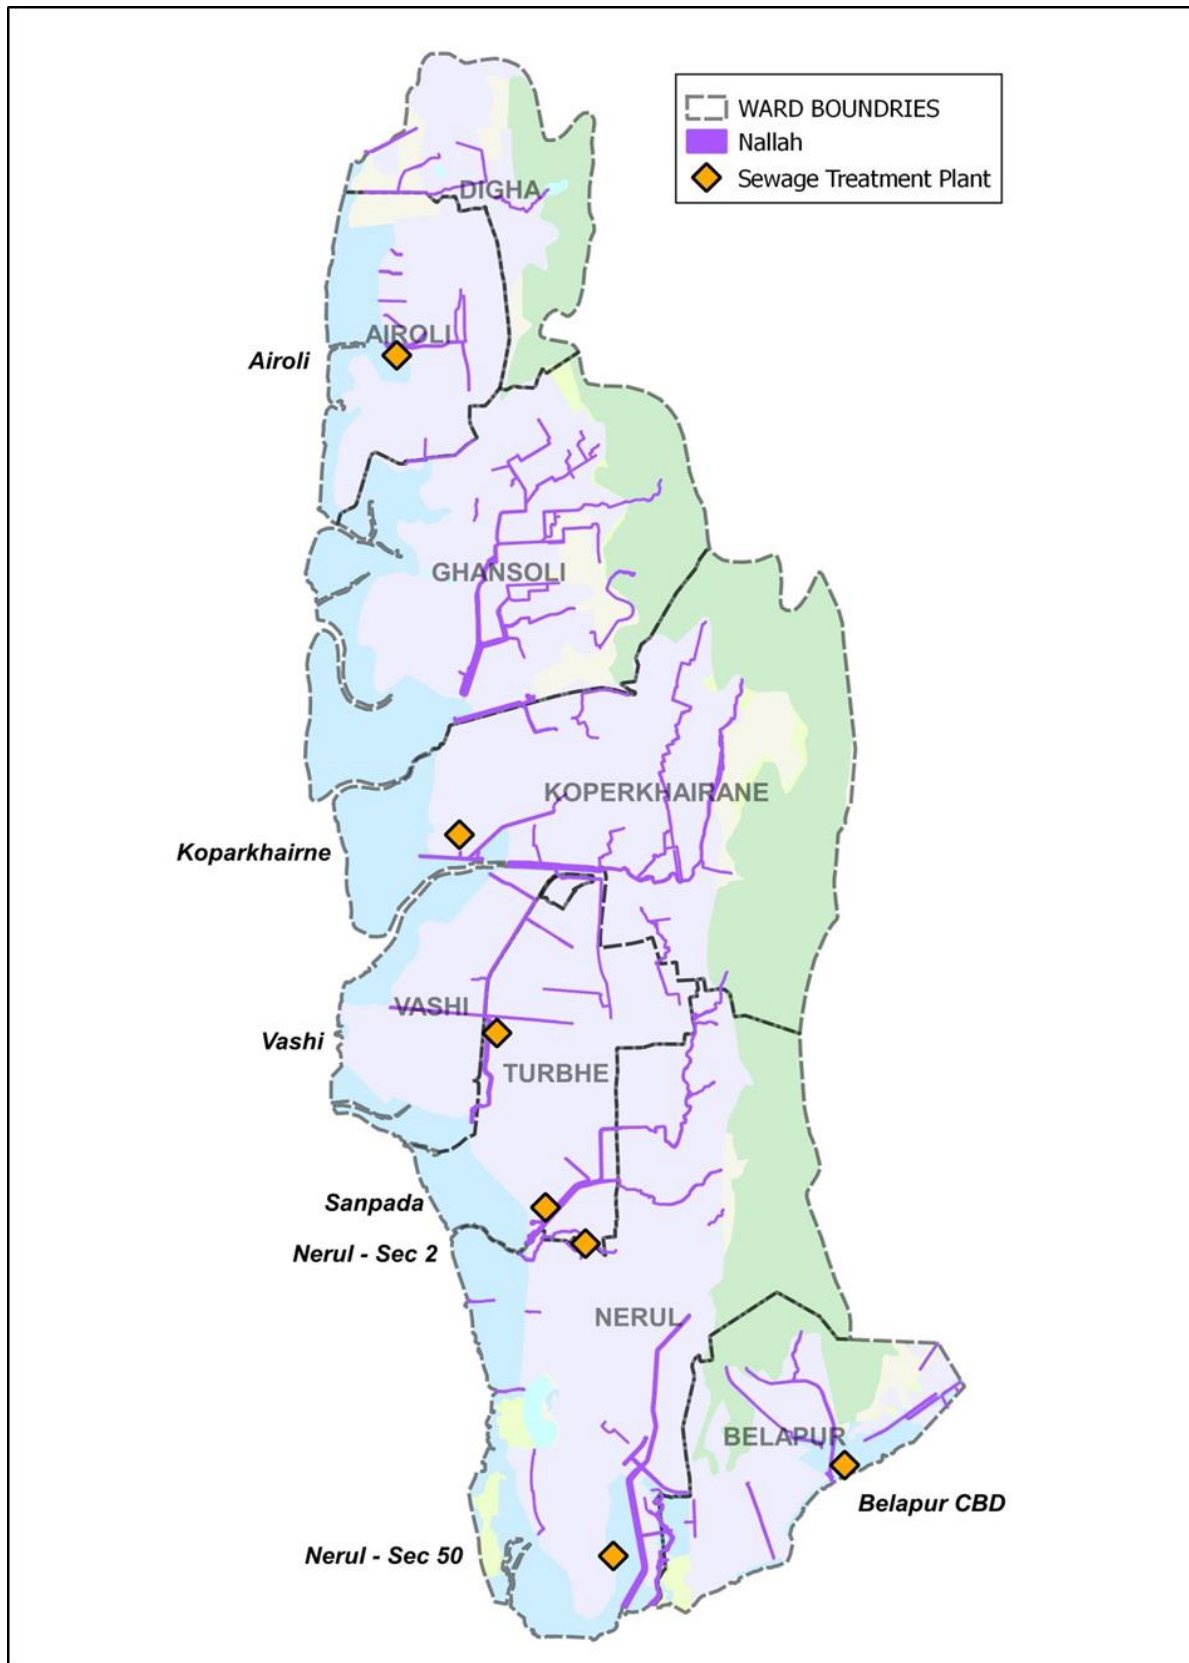 WARD BOUNDRIES
Nallah
Sewage Treatment Plant
DIGHA
AIROLI
Airoli
GHANSOLI
KOPERKHAIRANE
Koparkhairne
VASHI
Vashi
TURBHE
Sanpada
Nerul - Sec 2
NERUL
BELAPUR
Belapur CBD
Nerul - Sec 50